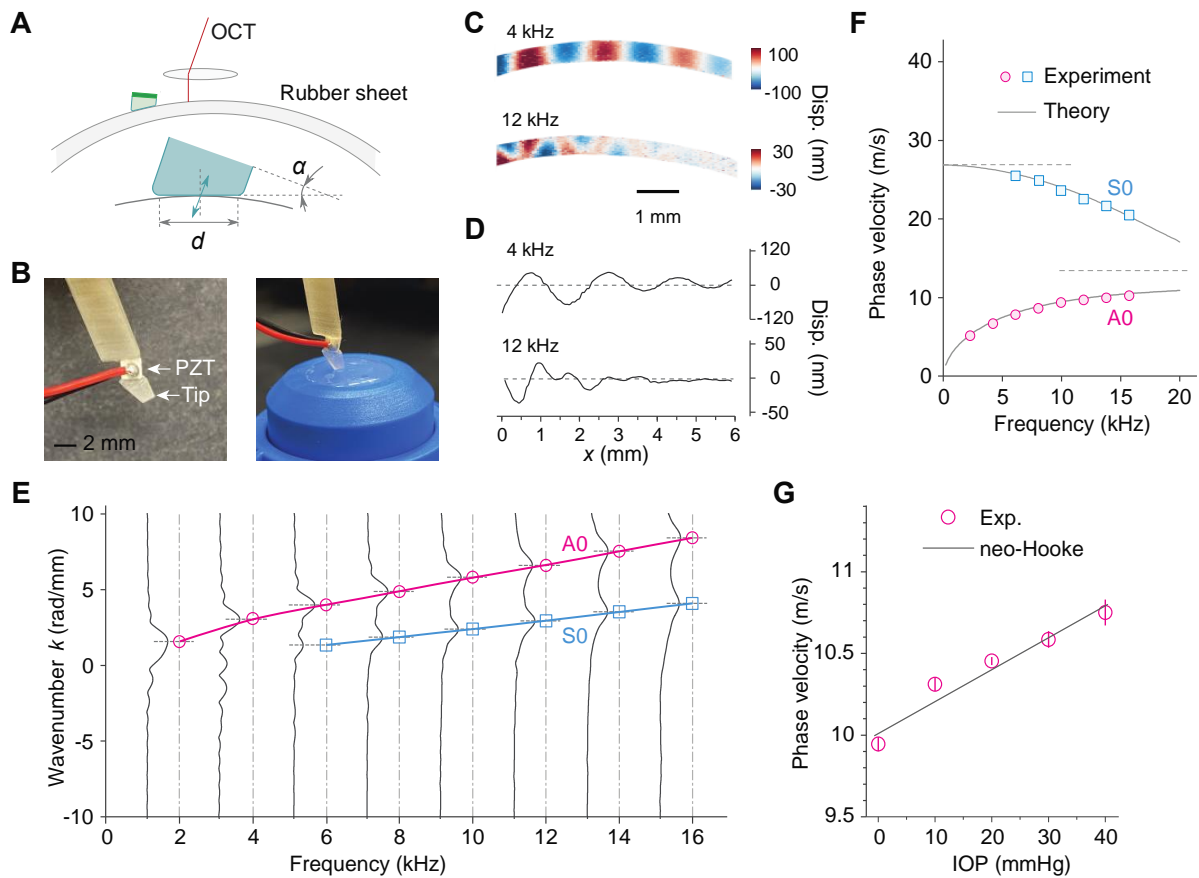 A
OCT
Rubber sheet
α
d
B
PZT
Tip
2 mm
C
4 kHz
100
-100
Disp. (nm)
12 kHz
30
-30
1 mm
D
4 kHz
120
0
-120
12 kHz
50
0
-50
Disp. (nm)
0 1 2 3 4 5 6
x (mm)
E
Wavenumber k (rad/mm)
10
5
0
-5
-10
A0
S0
2 4 6 8 10 12 14 16
Frequency (kHz)
F
Phase velocity (m/s)
40
30
20
10
0
Experiment
Theory
S0
A0
0 5 10 15 20
Frequency (kHz)
G
Phase velocity (m/s)
Exp.
neo-Hooke
11
10.5
10
9.5
0 10 20 30 40
IOP (mmHg)